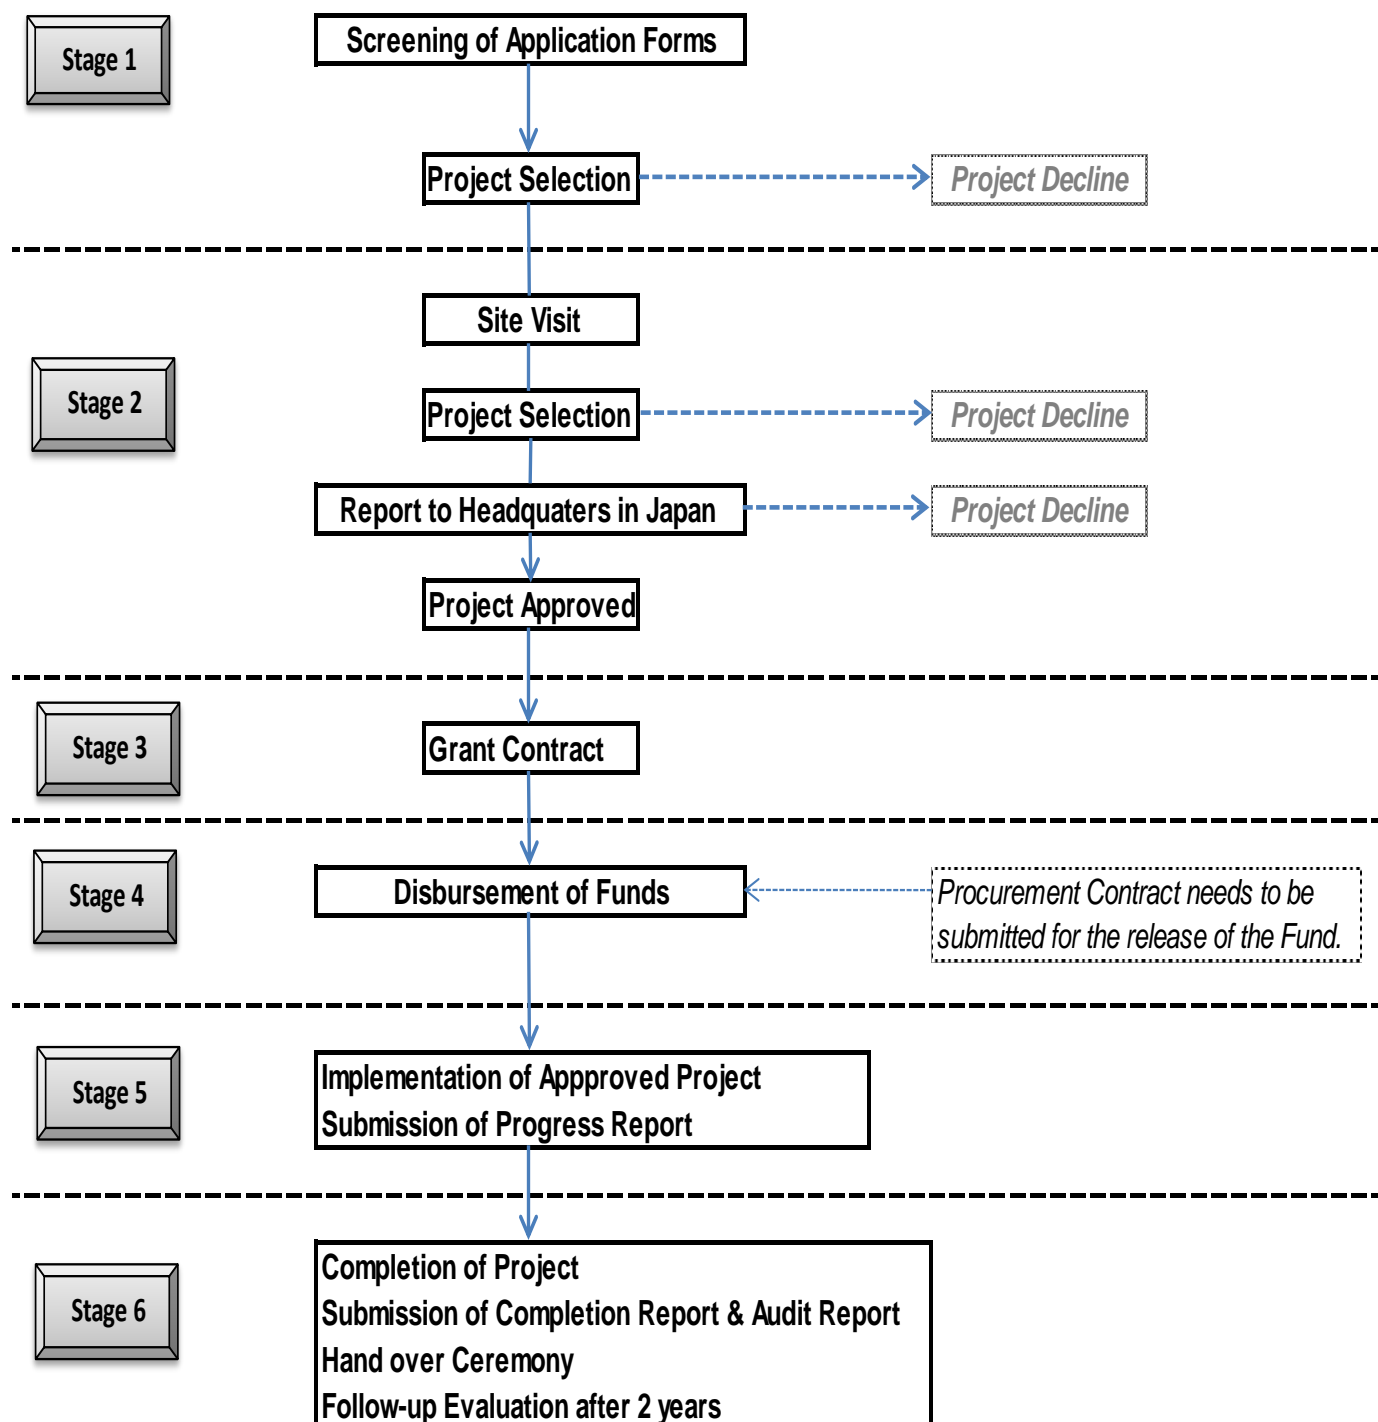 Stage 1
Screening of Application Forms
Project Selection
Project Decline
Site Visit
Stage 2
Project Selection
Project Decline
Report to Headquaters in Japan
Project Decline
Project Approved
Stage 3
Grant Contract
Stage 4
Disbursement of Funds
Procurement Contract needs to be
submitted for the release of the Fund.
Stage 5
Implementation of Appproved Project
Submission of Progress Report
Stage 6
Completion of Project
Submission of Completion Report & Audit Report
Hand over Ceremony
Follow-up Evaluation after 2 years